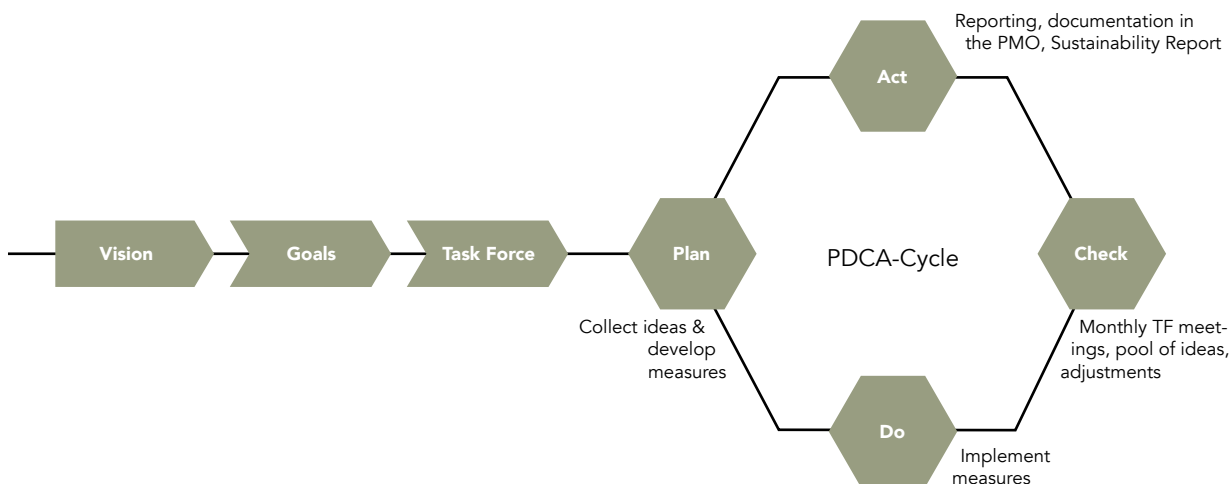 Reporting, documentation in
the PMO, Sustainability Report
Act
Vision
Goals
Task Force
Plan
PDCA-Cycle
Check
Collect ideas &
develop
measures
Monthly TF meet-
ings, pool of ideas,
adjustments
Do
Implement
measures